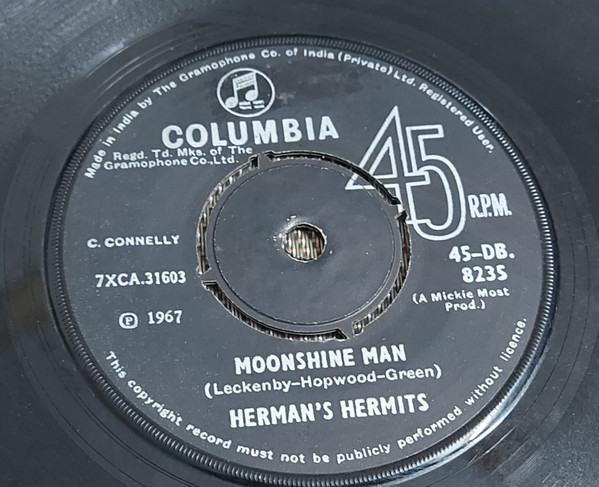 Made in India by The Gramophone Co. of India (Private) Ltd. Registered User.
COLUMBIA
Regd. Td. Mks. of The
Gramophone Co., Ltd.
45
R.P.M.
C. CONNELLY
7XCA.31603
Ⓟ 1967
45-DB.
8235
(A Mickie Most
Prod.)
MOONSHINE MAN
(Leckenby-Hopwood-Green)
HERMAN'S HERMITS
This copyright record must not be publicly performed without licence.